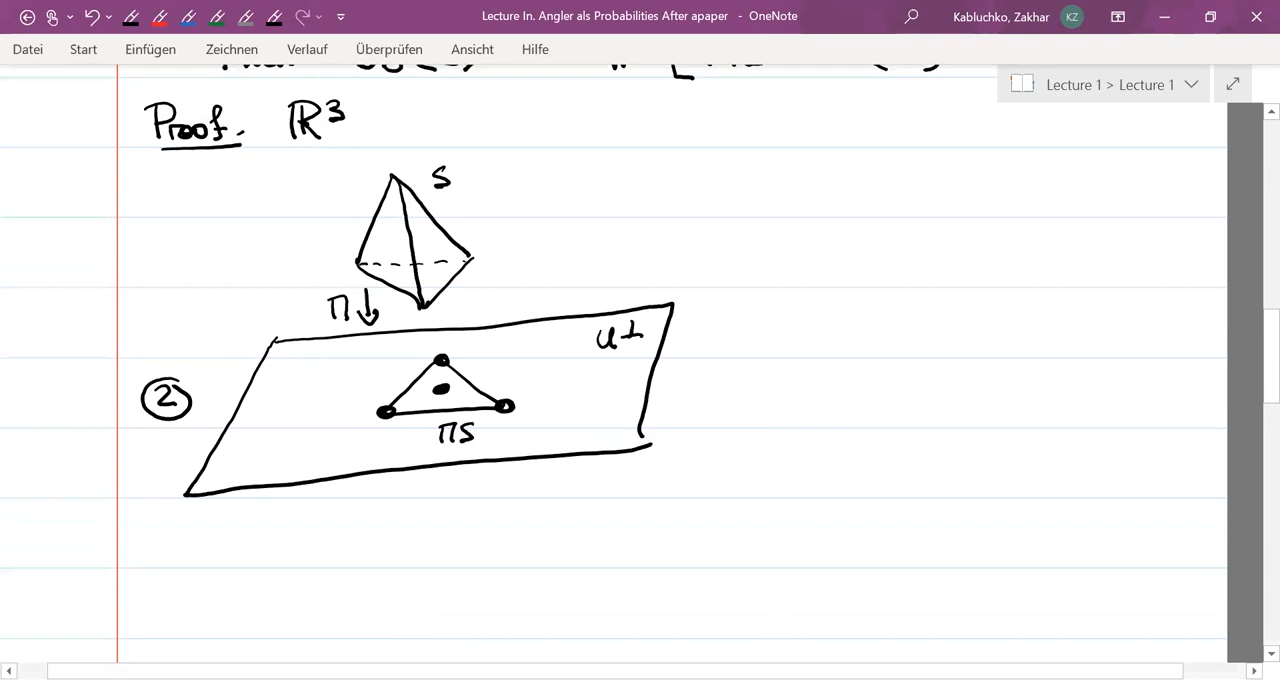 Lecture In. Angler als Probabilities After apaper - OneNote
Kabluchko, Zakhar KZ
Datei Start Einfügen Zeichnen Verlauf Überprüfen Ansicht Hilfe
Lecture 1 > Lecture 1
Proof. ℝ³
S
Π↓
u⊥
②
ΠS